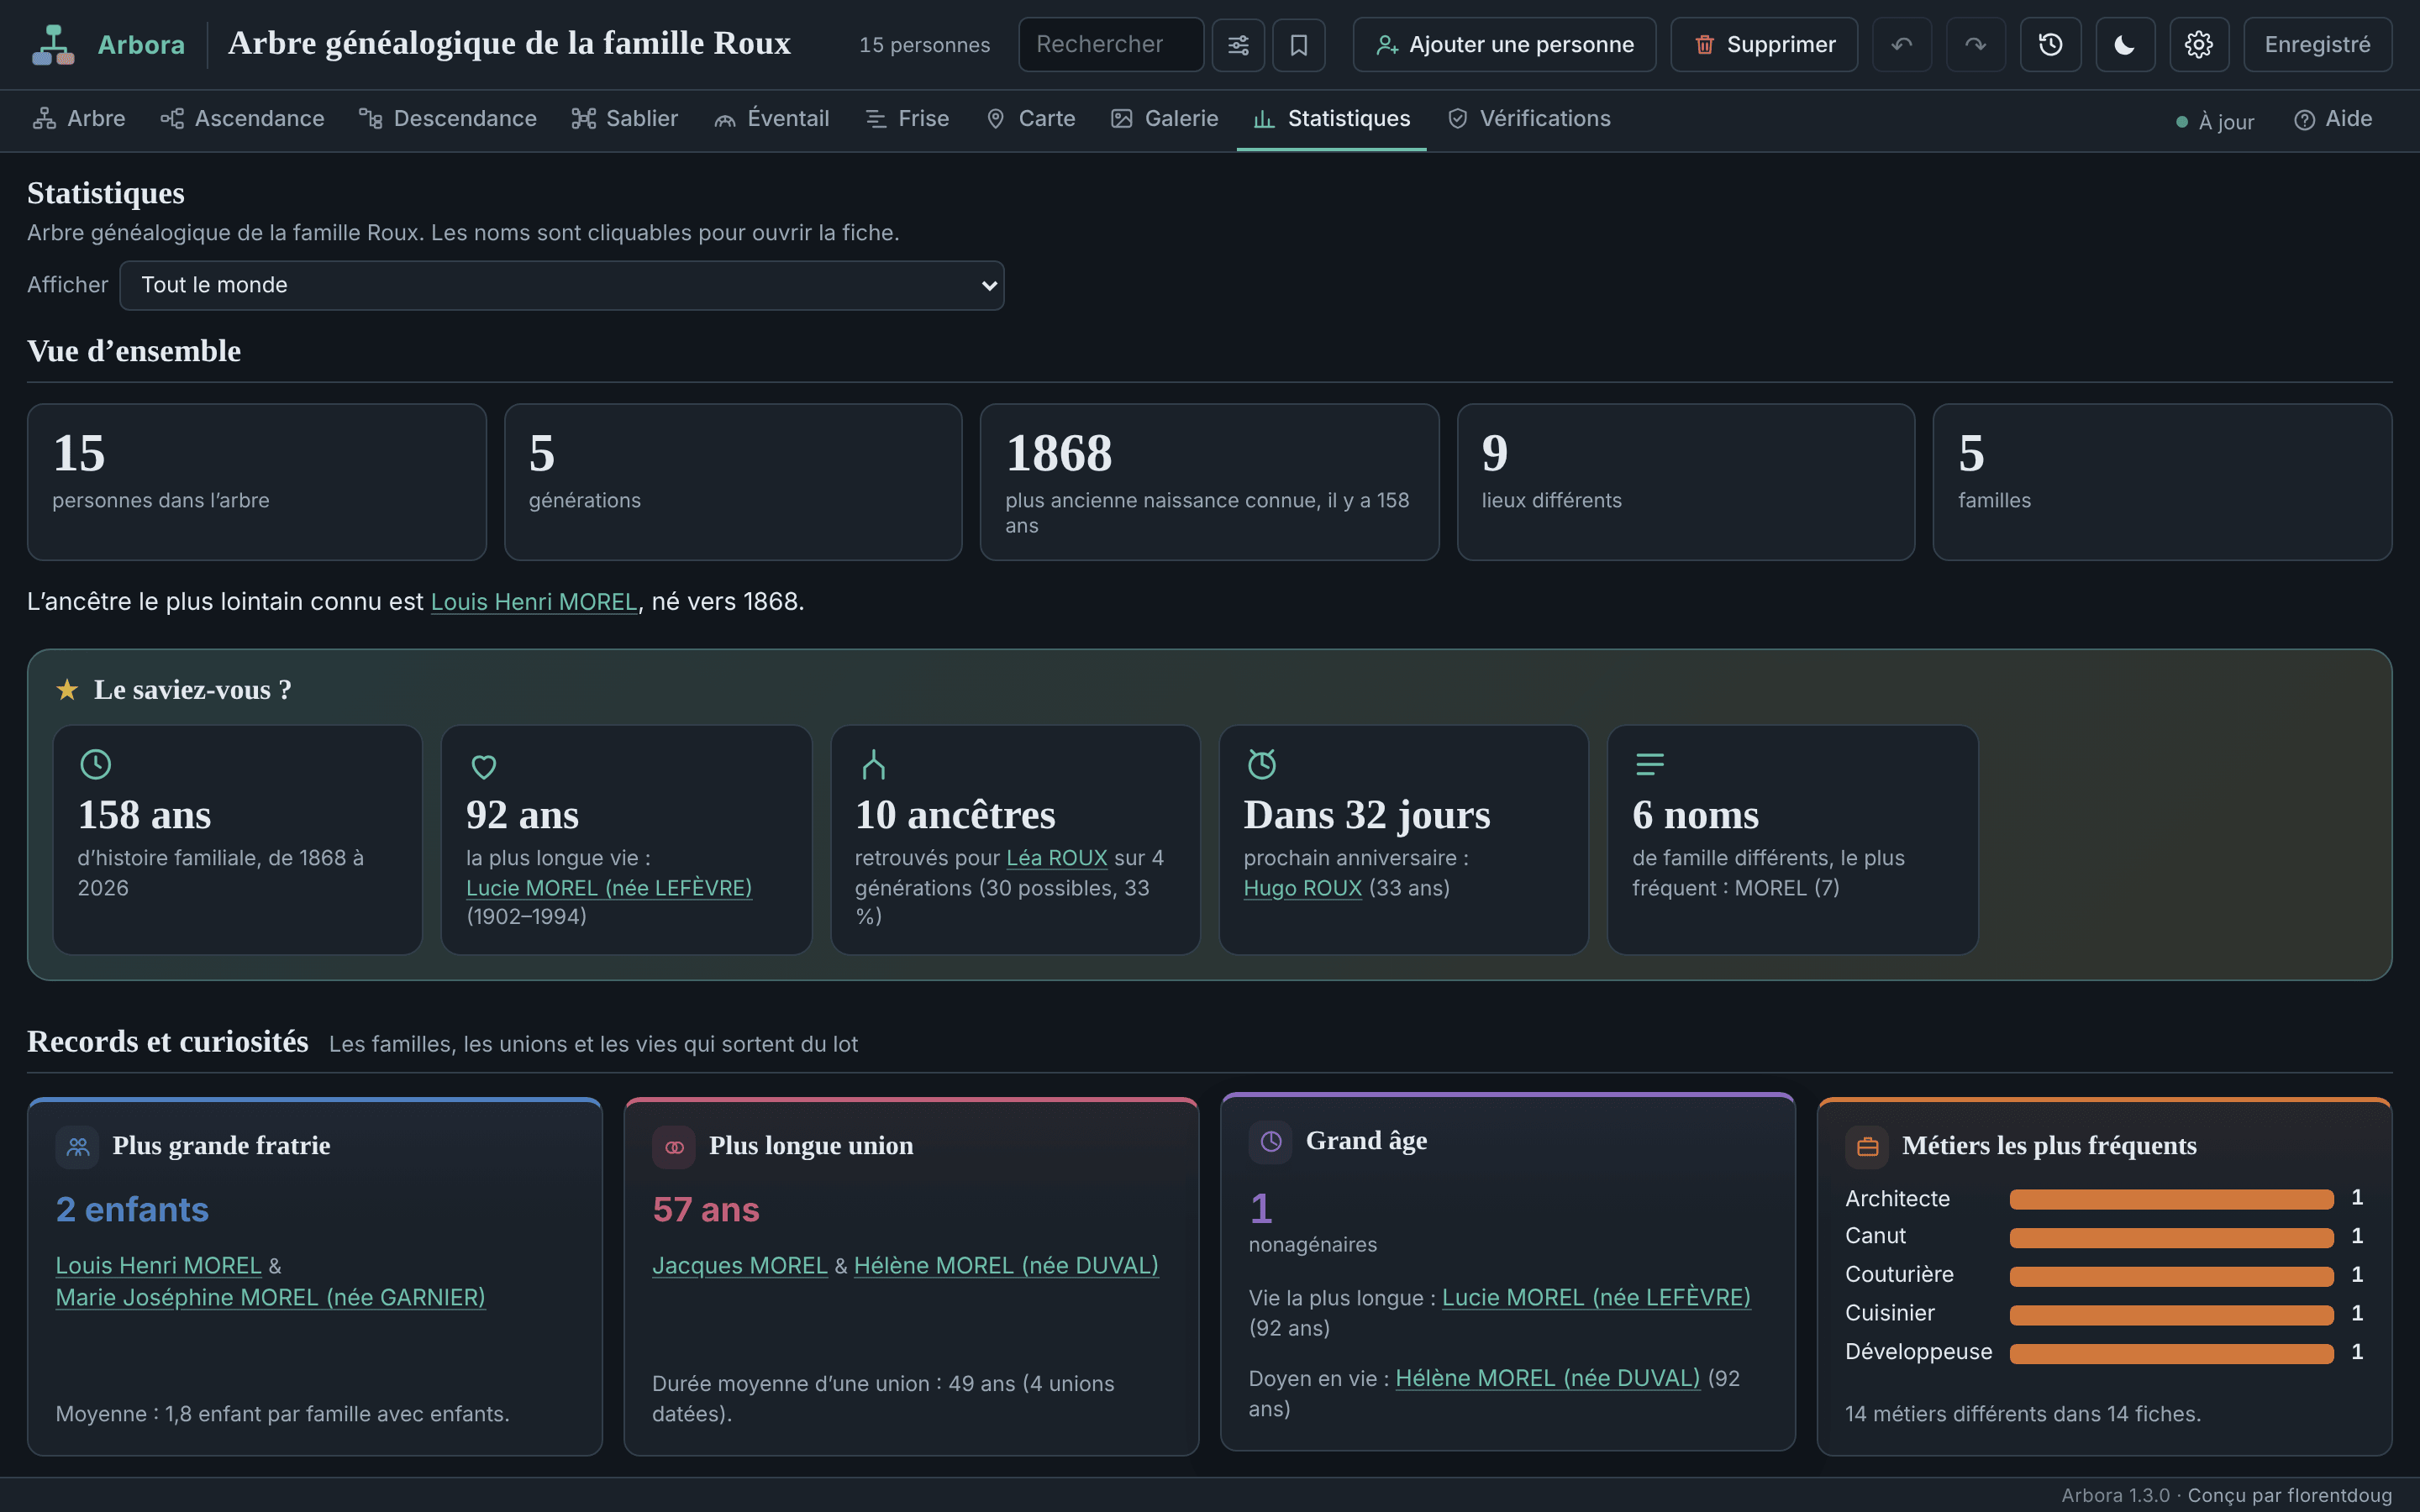 Arbora
Arbre généalogique de la famille Roux
15 personnes
Rechercher
Ajouter une personne
Supprimer
Enregistré
Arbre
Ascendance
Descendance
Sablier
Éventail
Frise
Carte
Galerie
Statistiques
Vérifications
À jour
Aide
Statistiques
Arbre généalogique de la famille Roux. Les noms sont cliquables pour ouvrir la fiche.
Afficher
Tout le monde
Vue d’ensemble
15
personnes dans l’arbre
5
générations
1868
plus ancienne naissance connue, il y a 158
ans
9
lieux différents
5
familles
L’ancêtre le plus lointain connu est Louis Henri MOREL, né vers 1868.
★ Le saviez-vous ?
158 ans
d’histoire familiale, de 1868 à
2026
92 ans
la plus longue vie :
Lucie MOREL (née LEFÈVRE)
(1902–1994)
10 ancêtres
retrouvés pour Léa ROUX sur 4
générations (30 possibles, 33
%)
Dans 32 jours
prochain anniversaire :
Hugo ROUX (33 ans)
6 noms
de famille différents, le plus
fréquent : MOREL (7)
Records et curiosités
Les familles, les unions et les vies qui sortent du lot
Plus grande fratrie
2 enfants
Louis Henri MOREL &
Marie Joséphine MOREL (née GARNIER)
Moyenne : 1,8 enfant par famille avec enfants.
Plus longue union
57 ans
Jacques MOREL & Hélène MOREL (née DUVAL)
Durée moyenne d’une union : 49 ans (4 unions
datées).
Grand âge
1
nonagénaires
Vie la plus longue : Lucie MOREL (née LEFÈVRE)
(92 ans)
Doyen en vie : Hélène MOREL (née DUVAL) (92
ans)
Métiers les plus fréquents
Architecte 1
Canut 1
Couturière 1
Cuisinier 1
Développeuse 1
14 métiers différents dans 14 fiches.
Arbora 1.3.0 · Conçu par florentdoug